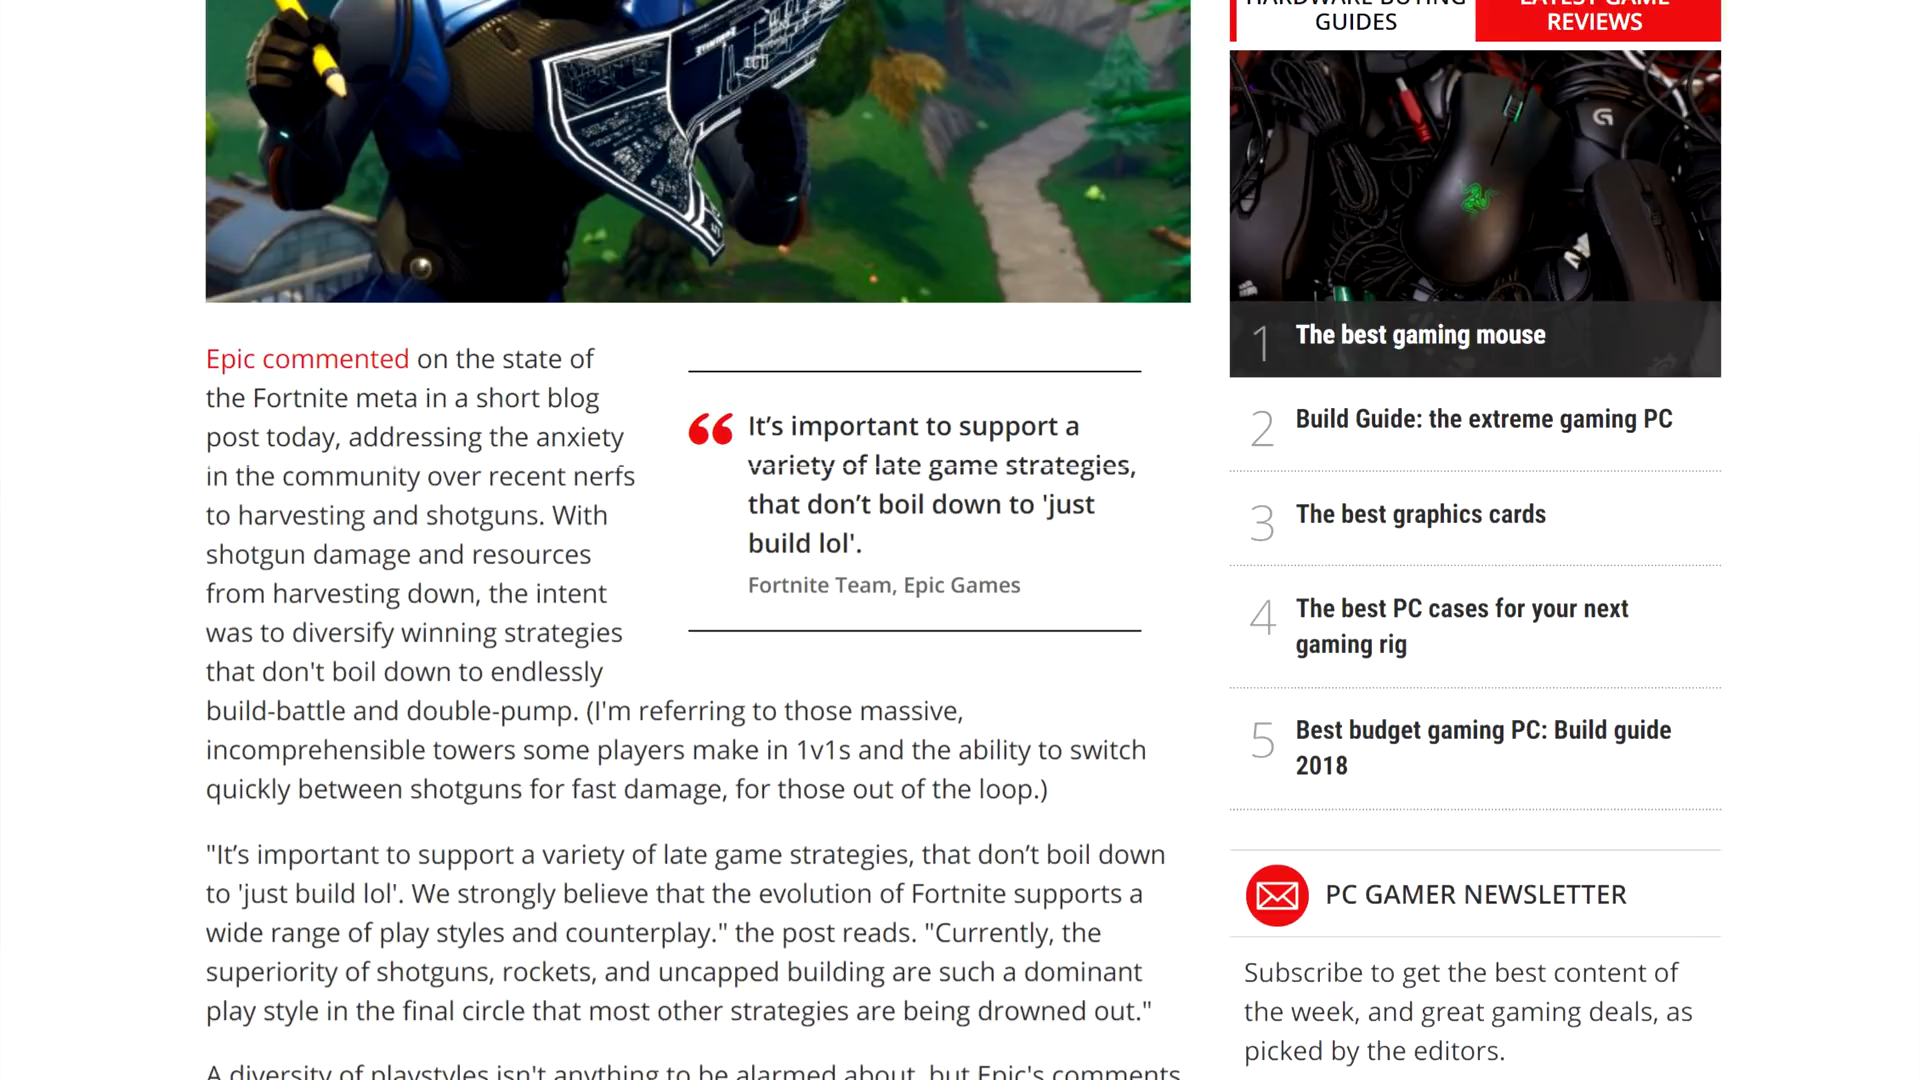 HARDWARE BUYING
GUIDES
LATEST GAME
REVIEWS
1 The best gaming mouse
Epic commented on the state of
the Fortnite meta in a short blog
post today, addressing the anxiety
in the community over recent nerfs
to harvesting and shotguns. With
shotgun damage and resources
from harvesting down, the intent
was to diversify winning strategies
that don't boil down to endlessly
build-battle and double-pump. (I'm referring to those massive,
incomprehensible towers some players make in 1v1s and the ability to switch
quickly between shotguns for fast damage, for those out of the loop.)
“ It’s important to support a
variety of late game strategies,
that don’t boil down to 'just
build lol'.
Fortnite Team, Epic Games
"It’s important to support a variety of late game strategies, that don’t boil down
to 'just build lol'. We strongly believe that the evolution of Fortnite supports a
wide range of play styles and counterplay." the post reads. "Currently, the
superiority of shotguns, rockets, and uncapped building are such a dominant
play style in the final circle that most other strategies are being drowned out."
A diversity of playstyles isn't anything to be alarmed about, but Epic's comments
2 Build Guide: the extreme gaming PC
3 The best graphics cards
4 The best PC cases for your next
gaming rig
5 Best budget gaming PC: Build guide
2018
PC GAMER NEWSLETTER
Subscribe to get the best content of
the week, and great gaming deals, as
picked by the editors.